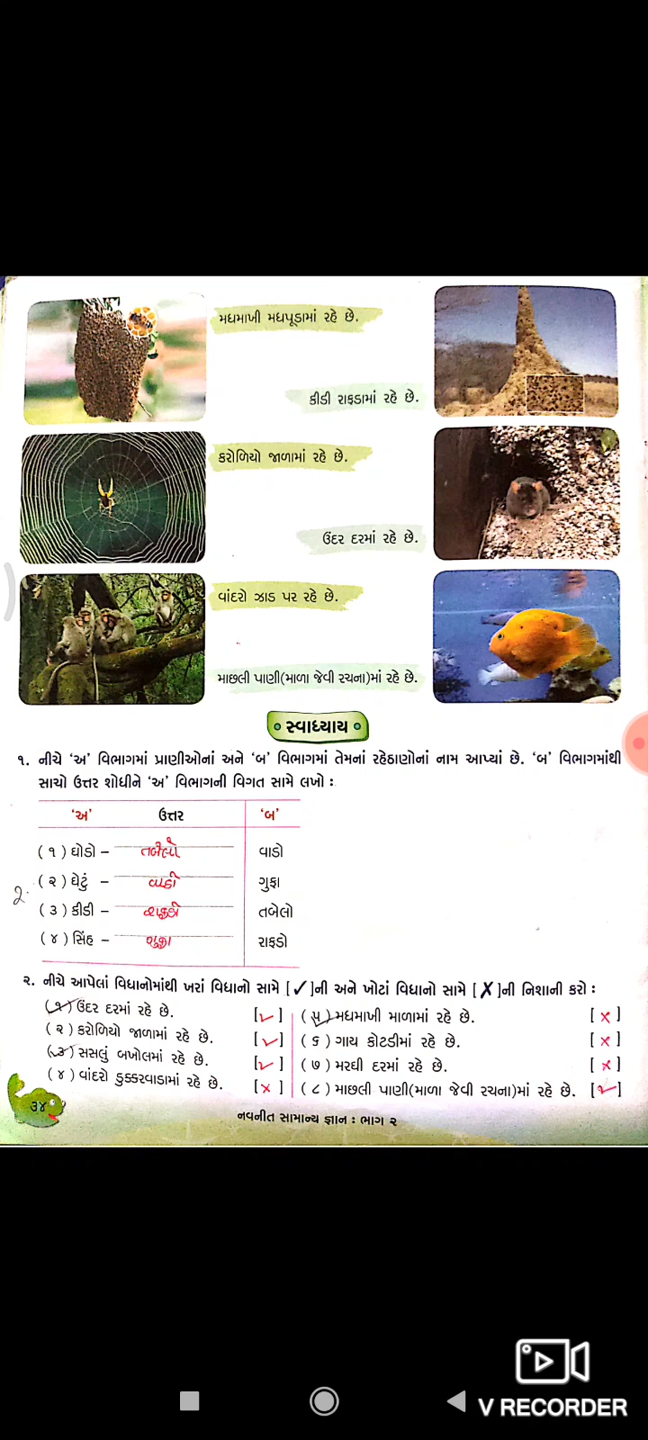 મધમાખી મધપૂડામાં રહે છે.
કીડી રાફડામાં રહે છે.
કરોળિયો જાળામાં રહે છે.
ઉંદર દરમાં રહે છે.
વાંદરો ઝાડ પર રહે છે.
માછલી પાણી(માળા જેવી રચના)માં રહે છે.
સ્વાધ્યાય
૧. નીચે ‘અ’ વિભાગમાં પ્રાણીઓનાં અને ‘બ’ વિભાગમાં તેમનાં રહેઠાણોનાં નામ આપ્યાં છે. ‘બ’ વિભાગમાંથી
સાચો ઉત્તર શોધીને ‘અ’ વિભાગની વિગત સામે લખો :
‘અ’ ઉત્તર ‘બ’
(૧) ઘોડો – તબેલો વાડો
(૨) ઘેટું – વાડો ગુફા
(૩) કીડી – રાફડો તબેલો
(૪) સિંહ – ગુફા રાફડો
૨. નીચે આપેલાં વિધાનોમાંથી ખરાં વિધાનો સામે [✓]ની અને ખોટાં વિધાનો સામે [✗]ની નિશાની કરો :
(૧) ઉંદર દરમાં રહે છે. [✓]
(૨) કરોળિયો જાળામાં રહે છે. [✓]
(૩) સસલું બખોલમાં રહે છે. [✓]
(૪) વાંદરો કુક્કરવાડામાં રહે છે. [✗]
(૫) મધમાખી માળામાં રહે છે. [✗]
(૬) ગાય કોટડીમાં રહે છે. [✗]
(૭) મરઘી દરમાં રહે છે. [✗]
(૮) માછલી પાણી(માળા જેવી રચના)માં રહે છે. [✓]
૩૪
નવનીત સામાન્ય જ્ઞાન : ભાગ ૨
V RECORDER